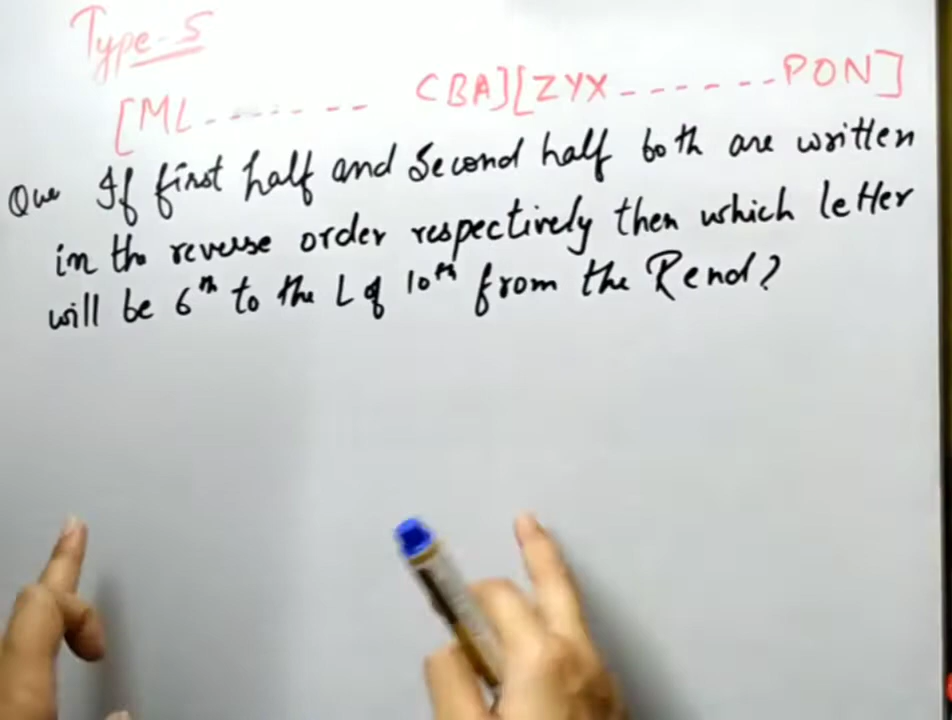 Type-5
[ML------- CBA][ZYX------PON]
Que If first half and Second half both are written
in the reverse order respectively then which letter
will be 6th to the L of 10th from the R end?